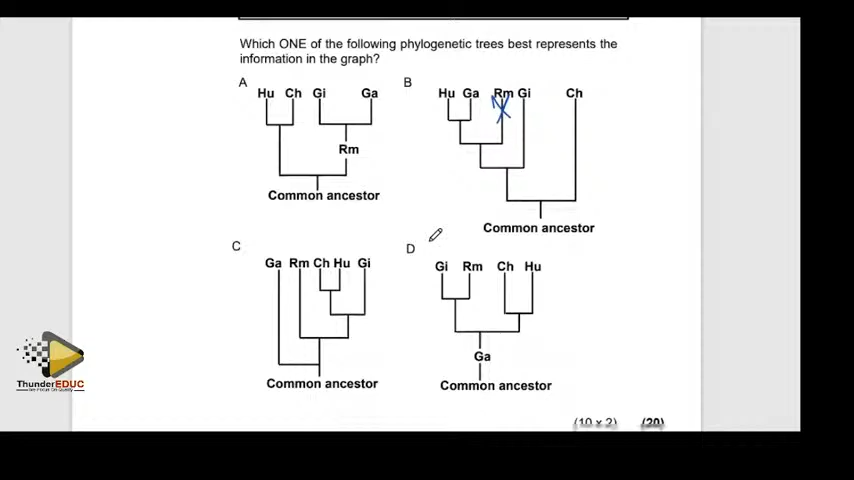 Which ONE of the following phylogenetic trees best represents the
information in the graph?
A
Hu Ch Gi Ga
Rm
Common ancestor
B
Hu Ga Rm Gi Ch
Common ancestor
C
Ga Rm Ch Hu Gi
Common ancestor
D
Gi Rm Ch Hu
Ga
Common ancestor
ThunderEDUC
(10 x 2) (20)